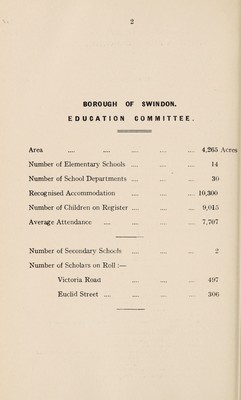 2
BOROUGH OF SWINDON.
EDUCATION COMMITTEE.
Area .... .... .... .... .... 4,265 Acres
Number of Elementary Schools .... .... .... 14
Number of School Departments .... .... .... 30
Recognised Accommodation .... .... .... 10,300
Number of Children on Register .... .... .... 9,015
Average Attendance .... .... .... .... 7,707
Number of Secondary Schools .... .... .... 2
Number of Scholars on Roll :—
Victoria Road .... .... .... 497
Euclid Street .... .... .... .... 306